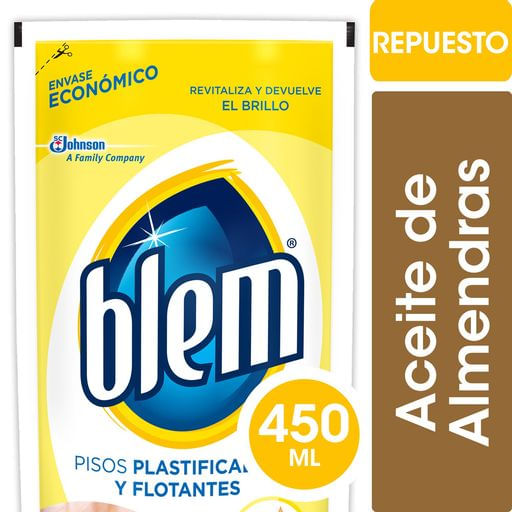 REPUESTO
ENVASE
ECONÓMICO
REVITALIZA Y DEVUELVE
EL BRILLO
SC Johnson
A Family Company
blem®
450
ML
PISOS PLASTIFICA
Y FLOTANTES
Aceite de
Almendras